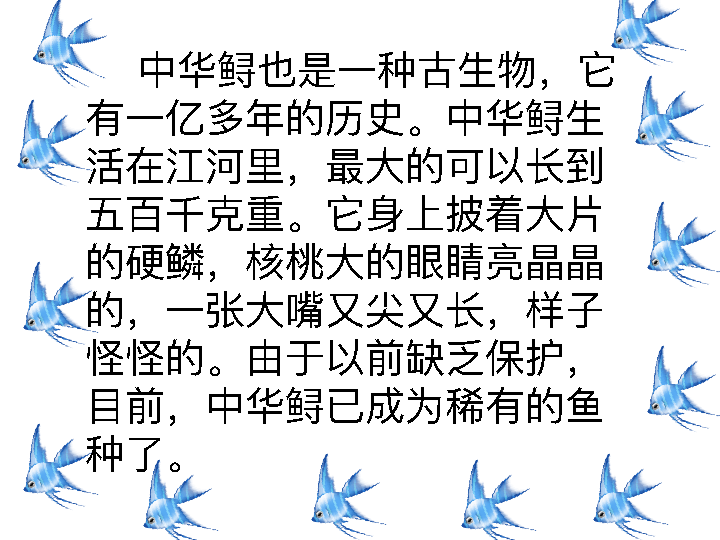 中华鲟也是一种古生物，它
有一亿多年的历史。中华鲟生
活在江河里，最大的可以长到
五百千克重。它身上披着大片
的硬鳞，核桃大的眼睛亮晶晶
的，一张大嘴又尖又长，样子
怪怪的。由于以前缺乏保护，
目前，中华鲟已成为稀有的鱼
种了。